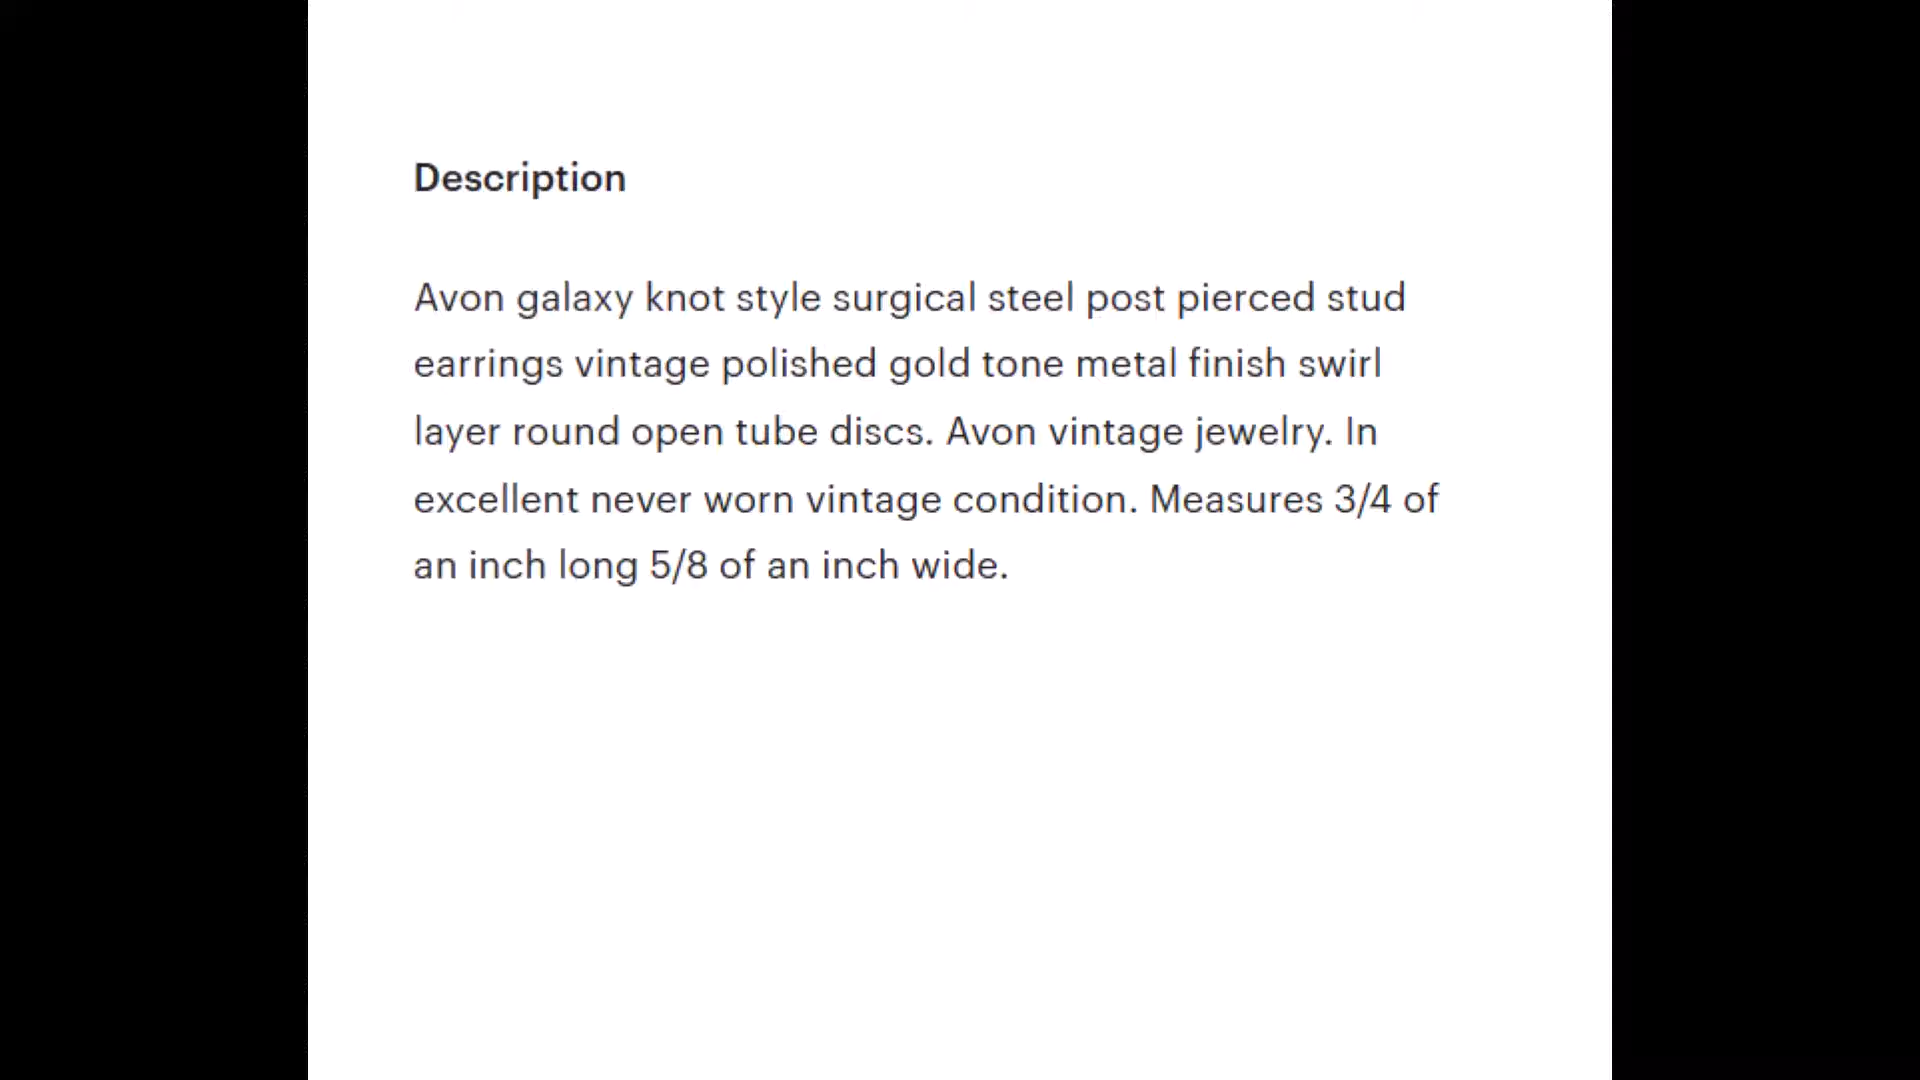 Description
Avon galaxy knot style surgical steel post pierced stud
earrings vintage polished gold tone metal finish swirl
layer round open tube discs. Avon vintage jewelry. In
excellent never worn vintage condition. Measures 3/4 of
an inch long 5/8 of an inch wide.